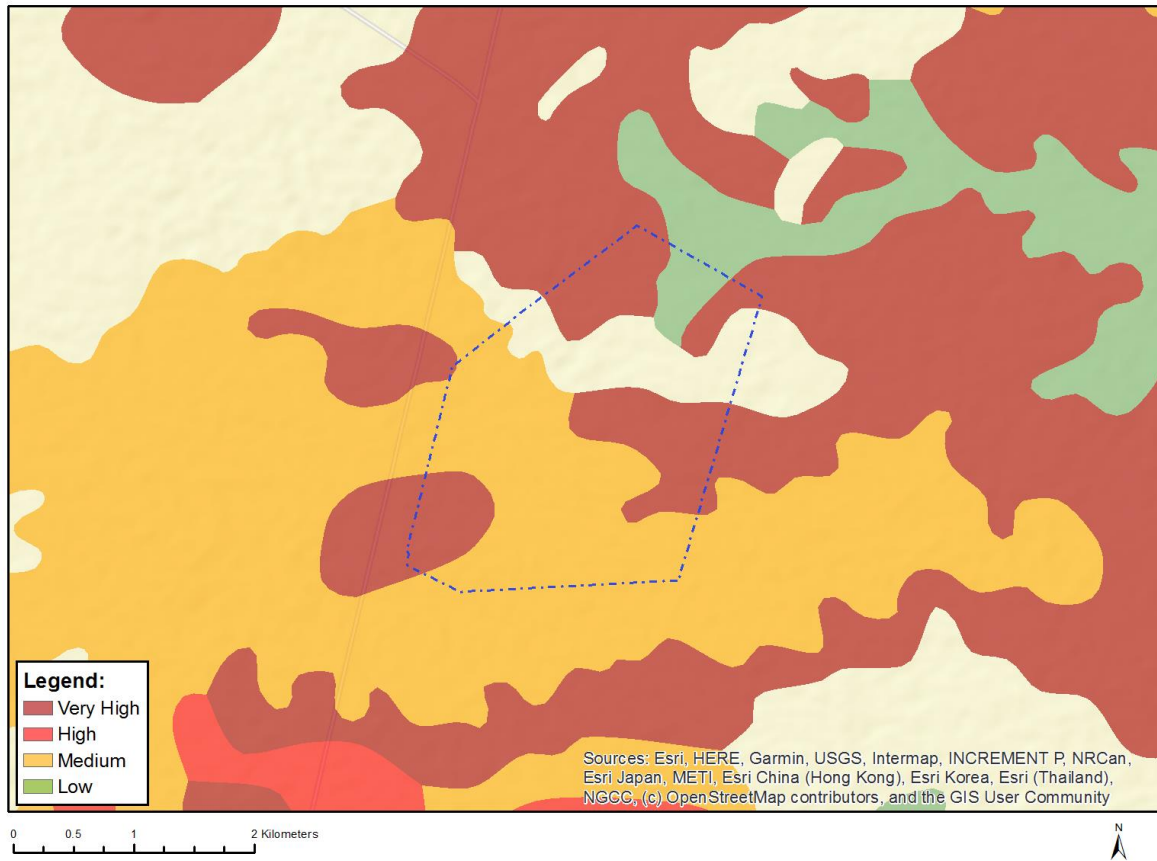 Legend:
Very High
High
Medium
Low
Sources: Esri, HERE, Garmin, USGS, Intermap, INCREMENT P, NRCan,
Esri Japan, METI, Esri China (Hong Kong), Esri Korea, Esri (Thailand),
NGCC, (c) OpenStreetMap contributors, and the GIS User Community
0 0.5 1 2 Kilometers
N